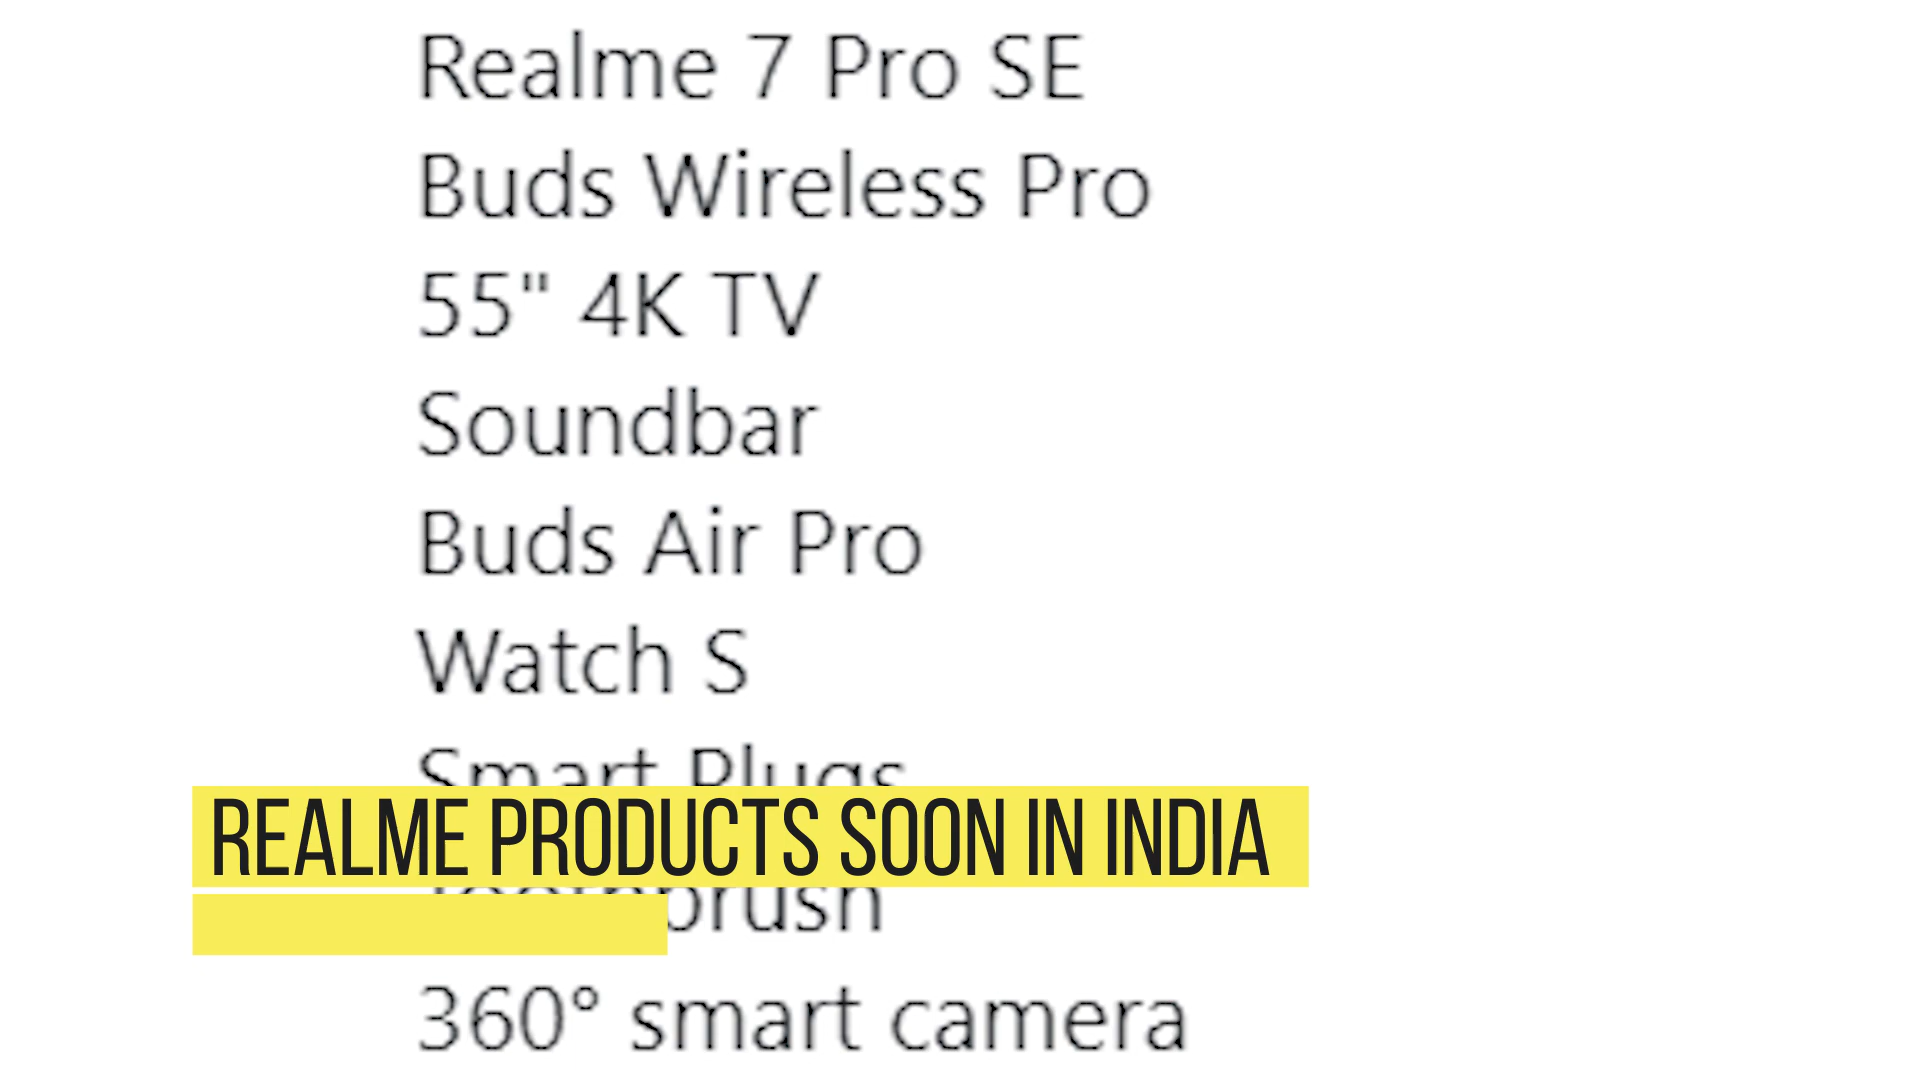 Realme 7 Pro SE
Buds Wireless Pro
55" 4K TV
Soundbar
Buds Air Pro
Watch S
Smart Plugs
REALME PRODUCTS SOON IN INDIA
Toothbrush
360° smart camera